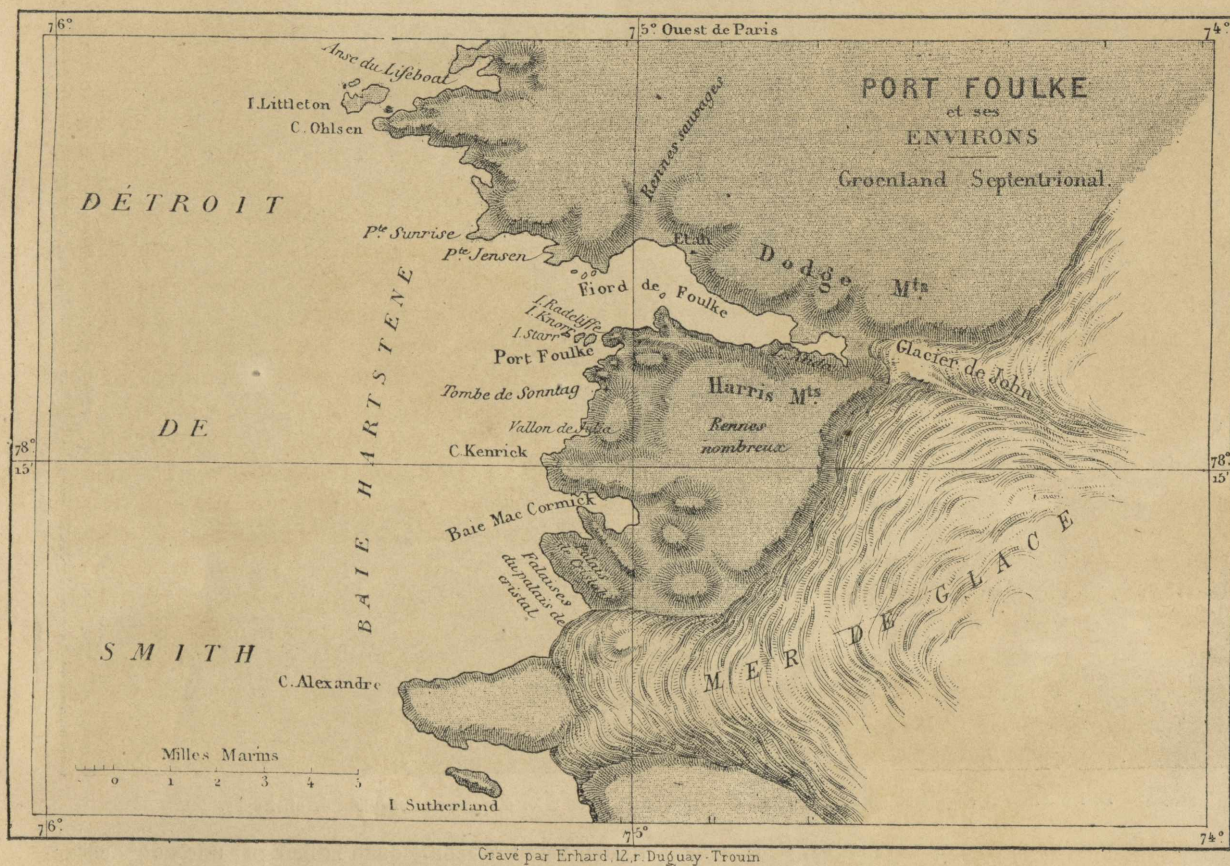 76°
75° Ouest de Paris
74°
PORT FOULKE
et ses
ENVIRONS
Groenland Septentrional.
Anse du Lifeboat
I. Littleton
C. Ohlsen
Rennes sauvages
DÉTROIT
DE
SMITH
Pte Sunrise
Pte Jensen
Etah
Dodge Mts
Fiord de Foulke
I. Radcliffe
I. Knorr
I. Starr
Port Foulke
Glacier de John
Tombe de Sonntag
Harris Mts
Vallon de Julia
Rennes
nombreux
C. Kenrick
BAIE HARTSTENE
78°
15'
78°
15'
Baie Mac Cormick
Palais
de Cristal
Falaises
du palais de
cristal
MER DE GLACE
C. Alexandre
Milles Marins
0 1 2 3 4 5
I. Sutherland
76°
75°
74°
Gravé par Erhard, 12, r. Duguay-Trouin